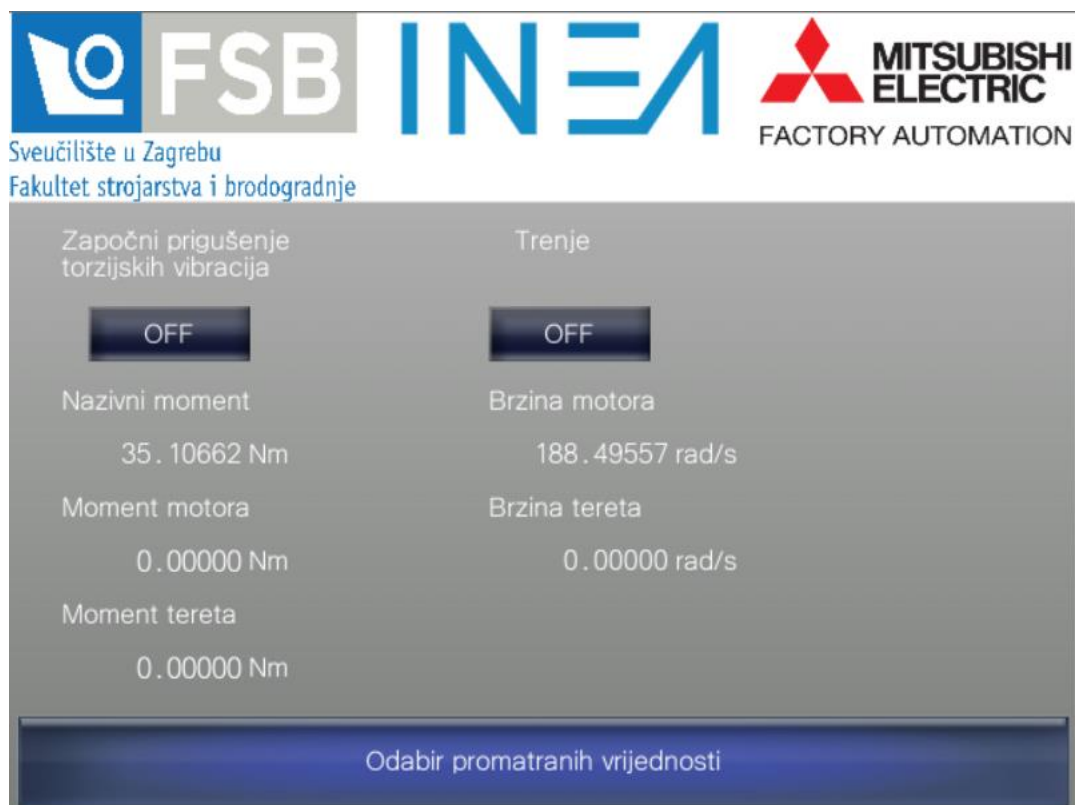 FSB
INEA
MITSUBISHI
ELECTRIC
FACTORY AUTOMATION
Sveučilište u Zagrebu
Fakultet strojarstva i brodogradnje
Započni prigušenje
torzijskih vibracija
Trenje
OFF
OFF
Nazivni moment
Brzina motora
35.10662 Nm
188.49557 rad/s
Moment motora
Brzina tereta
0.00000 Nm
0.00000 rad/s
Moment tereta
0.00000 Nm
Odabir promatranih vrijednosti